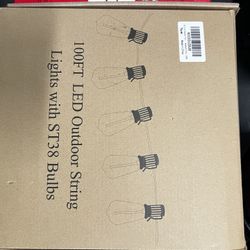 100FT LED Outdoor String
Lights with ST38 Bulbs